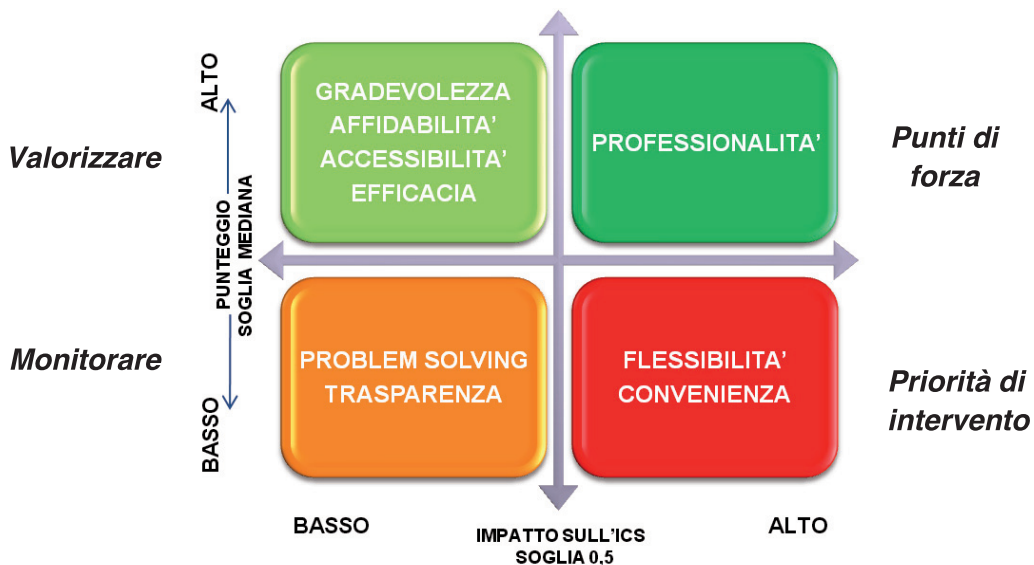 ALTO
GRADEVOLEZZA
AFFIDABILITA'
ACCESSIBILITA'
EFFICACIA
PROFESSIONALITA'
Valorizzare
Punti di
forza
PUNTEGGIO
SOGLIA MEDIANA
Monitorare
PROBLEM SOLVING
TRASPARENZA
FLESSIBILITA'
CONVENIENZA
Priorità di
intervento
BASSO
BASSO
IMPATTO SULL'ICS
SOGLIA 0,5
ALTO